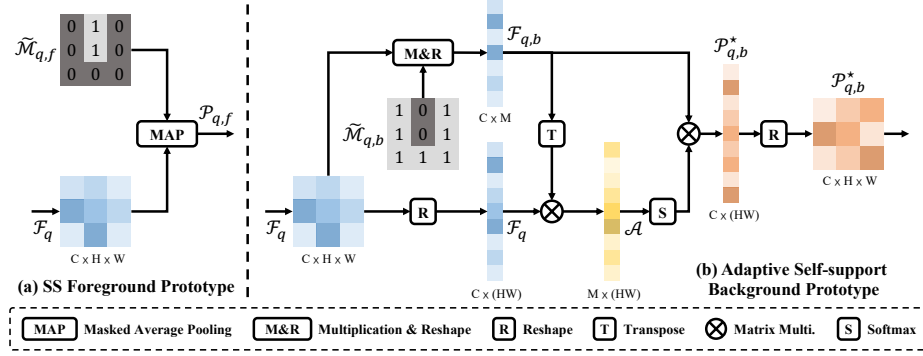 0 1 0
0 1 0
0 0 0
M̃q,f
MAP
Pq,f
Fq
C x H x W
(a) SS Foreground Prototype
M&R
Fq,b
C x M
1 0 1
1 0 1
1 1 1
M̃q,b
T
P⋆q,b
P⋆q,b
R
C x H x W
C x (HW)
Fq
C x H x W
R
Fq
C x (HW)
A
S
M x (HW)
(b) Adaptive Self-support
Background Prototype
MAP Masked Average Pooling M&R Multiplication & Reshape R Reshape T Transpose Matrix Multi. S Softmax